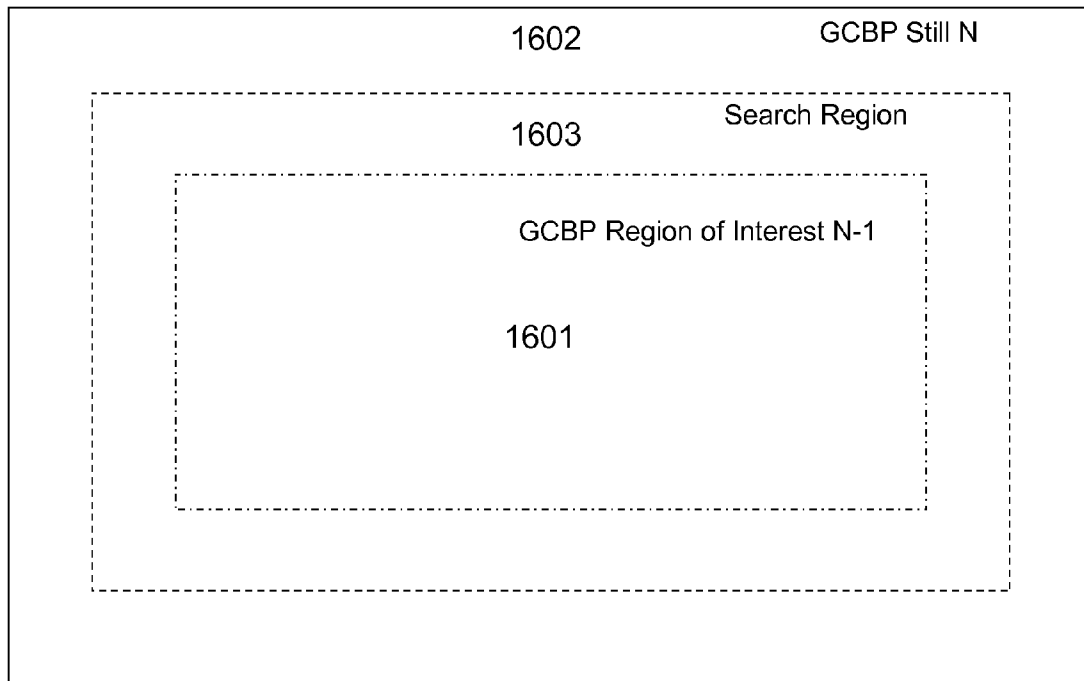 1602
GCBP Still N
Search Region
1603
GCBP Region of Interest N-1
1601